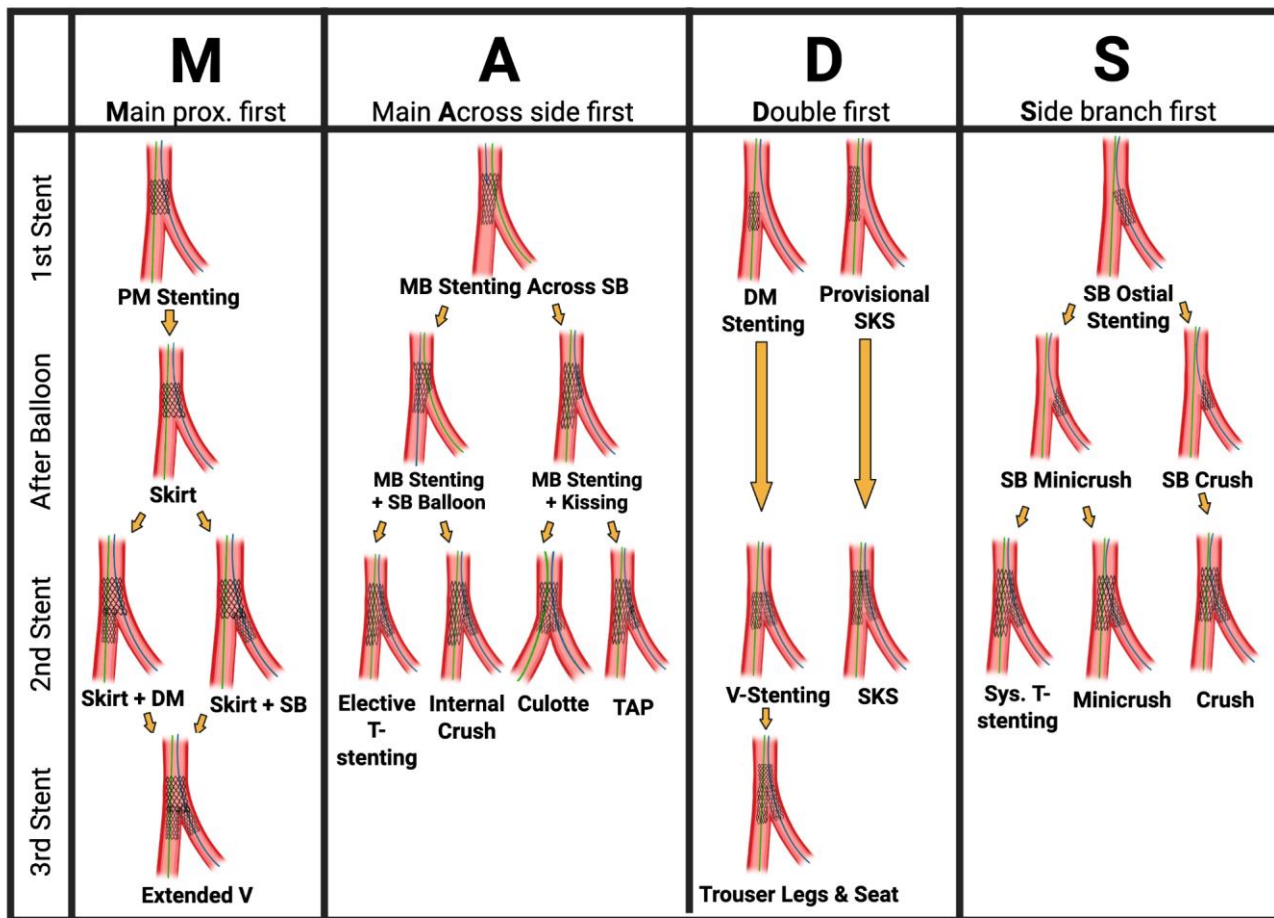 M
Main prox. first
A
Main Across side first
D
Double first
S
Side branch first
1st Stent
PM Stenting
MB Stenting Across SB
DM
Stenting
Provisional
SKS
SB Ostial
Stenting
After Balloon
Skirt
MB Stenting
+ SB Balloon
MB Stenting
+ Kissing
SB Minicrush
SB Crush
2nd Stent
Skirt + DM
Skirt + SB
Elective
T-
stenting
Internal
Crush
Culotte
TAP
V-Stenting
SKS
Sys. T-
stenting
Minicrush
Crush
3rd Stent
Extended V
Trouser Legs & Seat